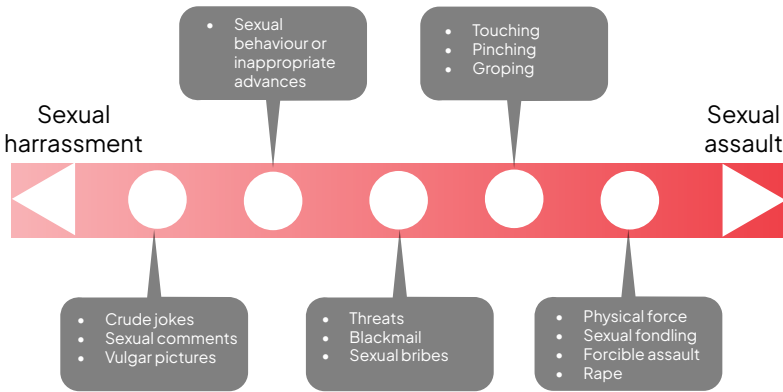 Sexual
harrassment
Sexual
assault
• Sexual
behaviour or
inappropriate
advances
• Touching
• Pinching
• Groping
• Crude jokes
• Sexual comments
• Vulgar pictures
• Threats
• Blackmail
• Sexual bribes
• Physical force
• Sexual fondling
• Forcible assault
• Rape